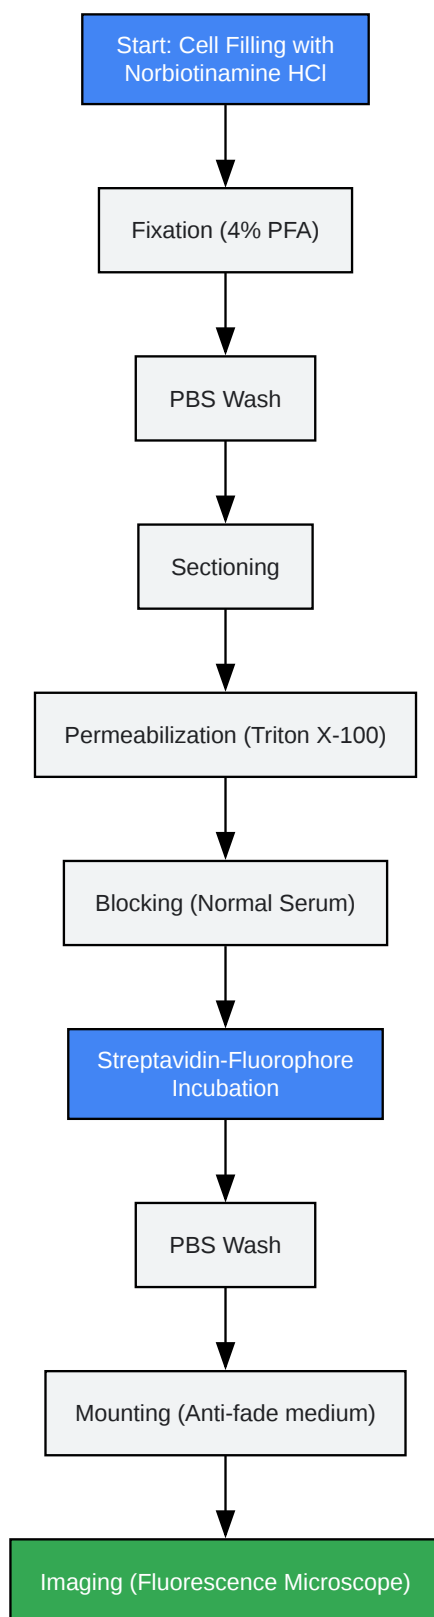 Start: Cell Filling with
Norbiotinamine HCl
Fixation (4% PFA)
PBS Wash
Sectioning
Permeabilization (Triton X-100)
Blocking (Normal Serum)
Streptavidin-Fluorophore
Incubation
PBS Wash
Mounting (Anti-fade medium)
Imaging (Fluorescence Microscope)